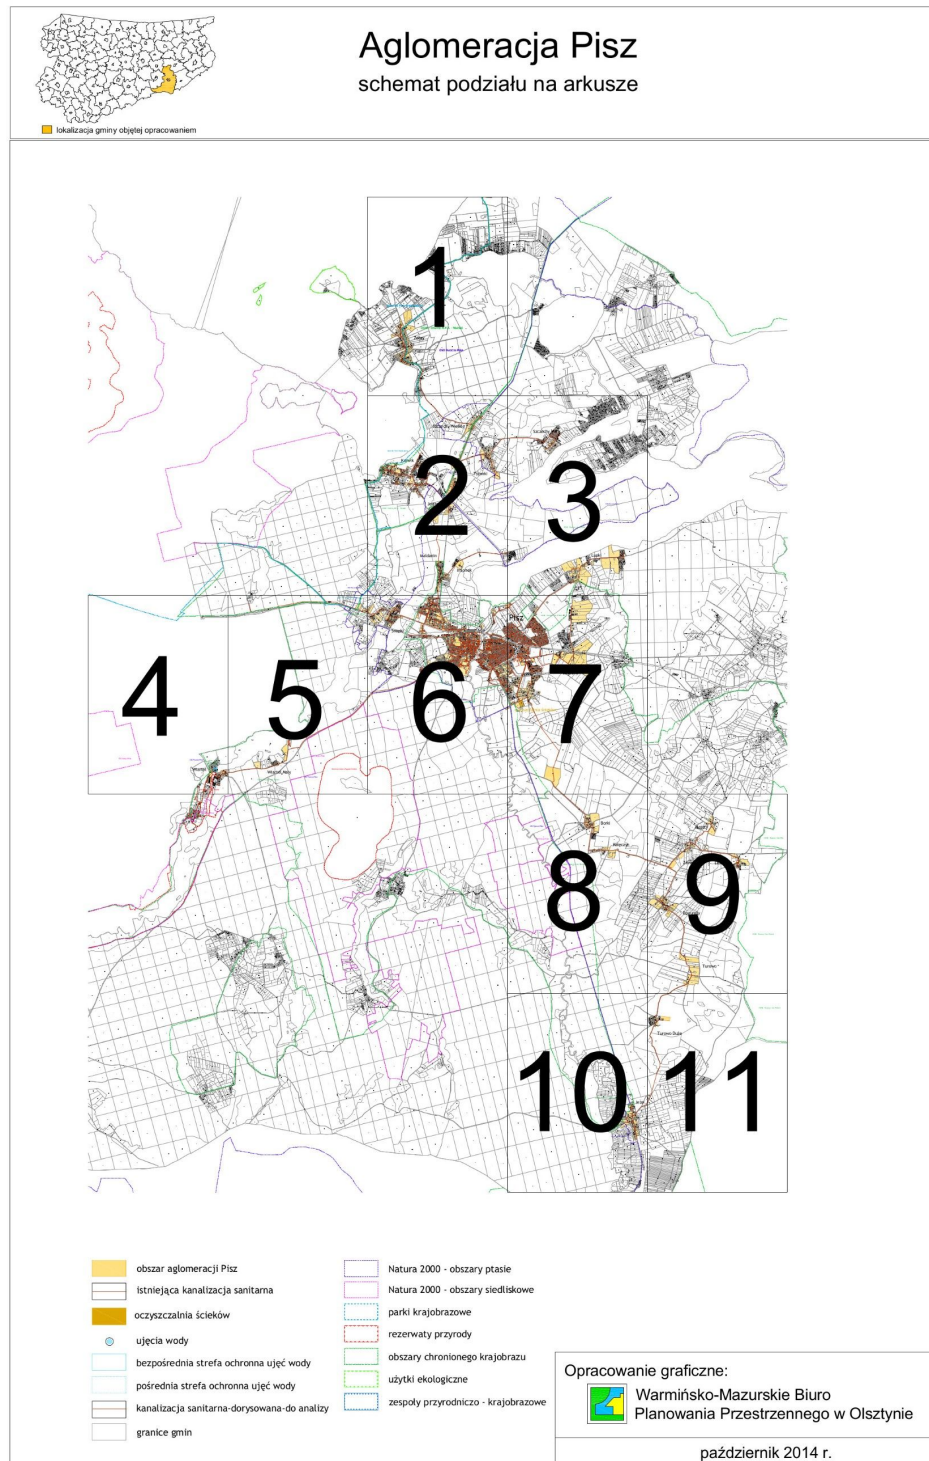 Aglomeracja Pisz
schemat podziału na arkusze
lokalizacja gminy objętej opracowaniem
1
2
3
Pisz
4
5
6
7
8
9
Turowo
Turowo Duże
10
11
obszar aglomeracji Pisz
istniejąca kanalizacja sanitarna
oczyszczalnia ścieków
ujęcia wody
bezpośrednia strefa ochronna ujęć wody
pośrednia strefa ochronna ujęć wody
kanalizacja sanitarna-dorysowana-do analizy
granice gmin
Natura 2000 - obszary ptasie
Natura 2000 - obszary siedliskowe
parki krajobrazowe
rezerwaty przyrody
obszary chronionego krajobrazu
użytki ekologiczne
zespoły przyrodniczo - krajobrazowe
Opracowanie graficzne:
Warmińsko-Mazurskie Biuro
Planowania Przestrzennego w Olsztynie
październik 2014 r.